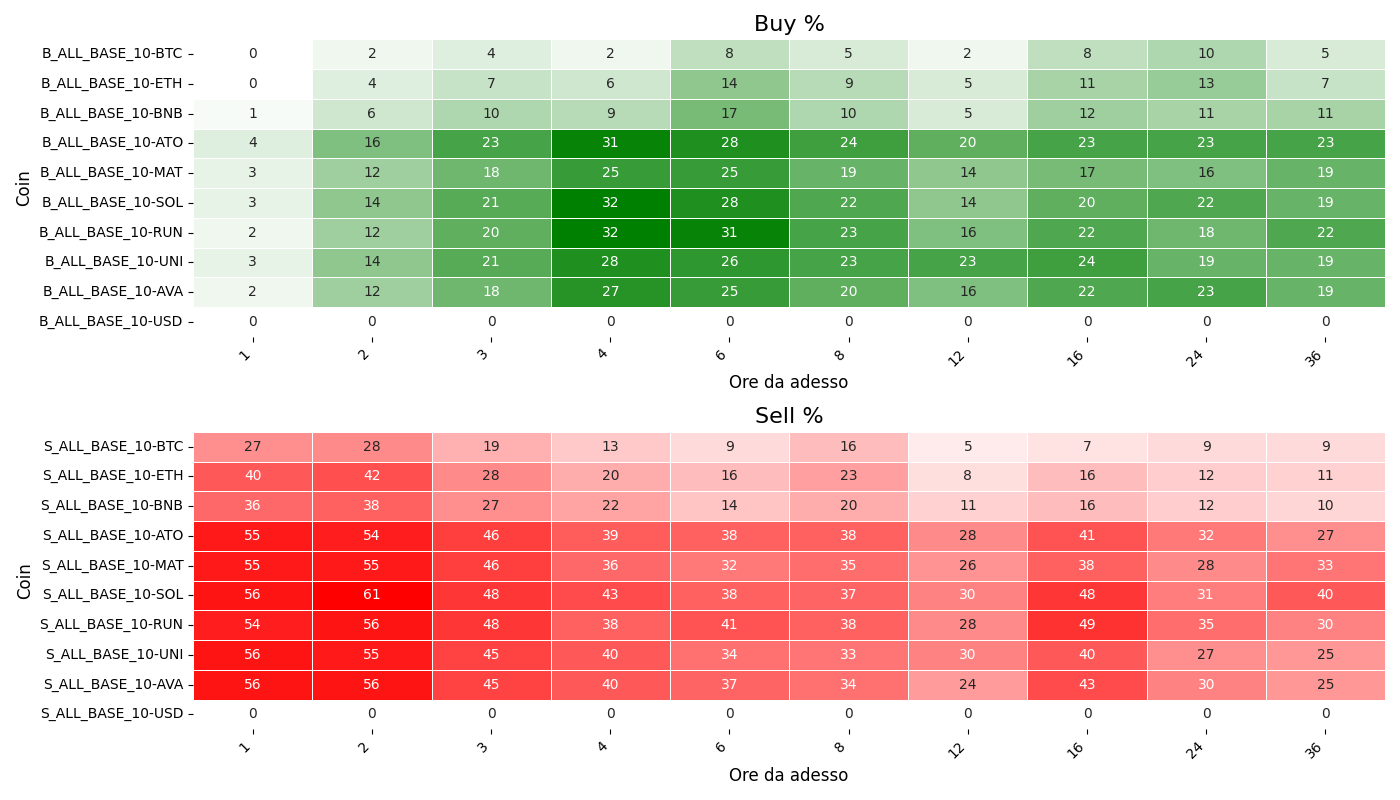 Buy %
Coin
B_ALL_BASE_10-BTC 0 2 4 2 8 5 2 8 10 5
B_ALL_BASE_10-ETH 0 4 7 6 14 9 5 11 13 7
B_ALL_BASE_10-BNB 1 6 10 9 17 10 5 12 11 11
B_ALL_BASE_10-ATO 4 16 23 31 28 24 20 23 23 23
B_ALL_BASE_10-MAT 3 12 18 25 25 19 14 17 16 19
B_ALL_BASE_10-SOL 3 14 21 32 28 22 14 20 22 19
B_ALL_BASE_10-RUN 2 12 20 32 31 23 16 22 18 22
B_ALL_BASE_10-UNI 3 14 21 28 26 23 23 24 19 19
B_ALL_BASE_10-AVA 2 12 18 27 25 20 16 22 23 19
B_ALL_BASE_10-USD 0 0 0 0 0 0 0 0 0 0
1 2 3 4 6 8 12 16 24 36
Ore da adesso
Sell %
Coin
S_ALL_BASE_10-BTC 27 28 19 13 9 16 5 7 9 9
S_ALL_BASE_10-ETH 40 42 28 20 16 23 8 16 12 11
S_ALL_BASE_10-BNB 36 38 27 22 14 20 11 16 12 10
S_ALL_BASE_10-ATO 55 54 46 39 38 38 28 41 32 27
S_ALL_BASE_10-MAT 55 55 46 36 32 35 26 38 28 33
S_ALL_BASE_10-SOL 56 61 48 43 38 37 30 48 31 40
S_ALL_BASE_10-RUN 54 56 48 38 41 38 28 49 35 30
S_ALL_BASE_10-UNI 56 55 45 40 34 33 30 40 27 25
S_ALL_BASE_10-AVA 56 56 45 40 37 34 24 43 30 25
S_ALL_BASE_10-USD 0 0 0 0 0 0 0 0 0 0
1 2 3 4 6 8 12 16 24 36
Ore da adesso